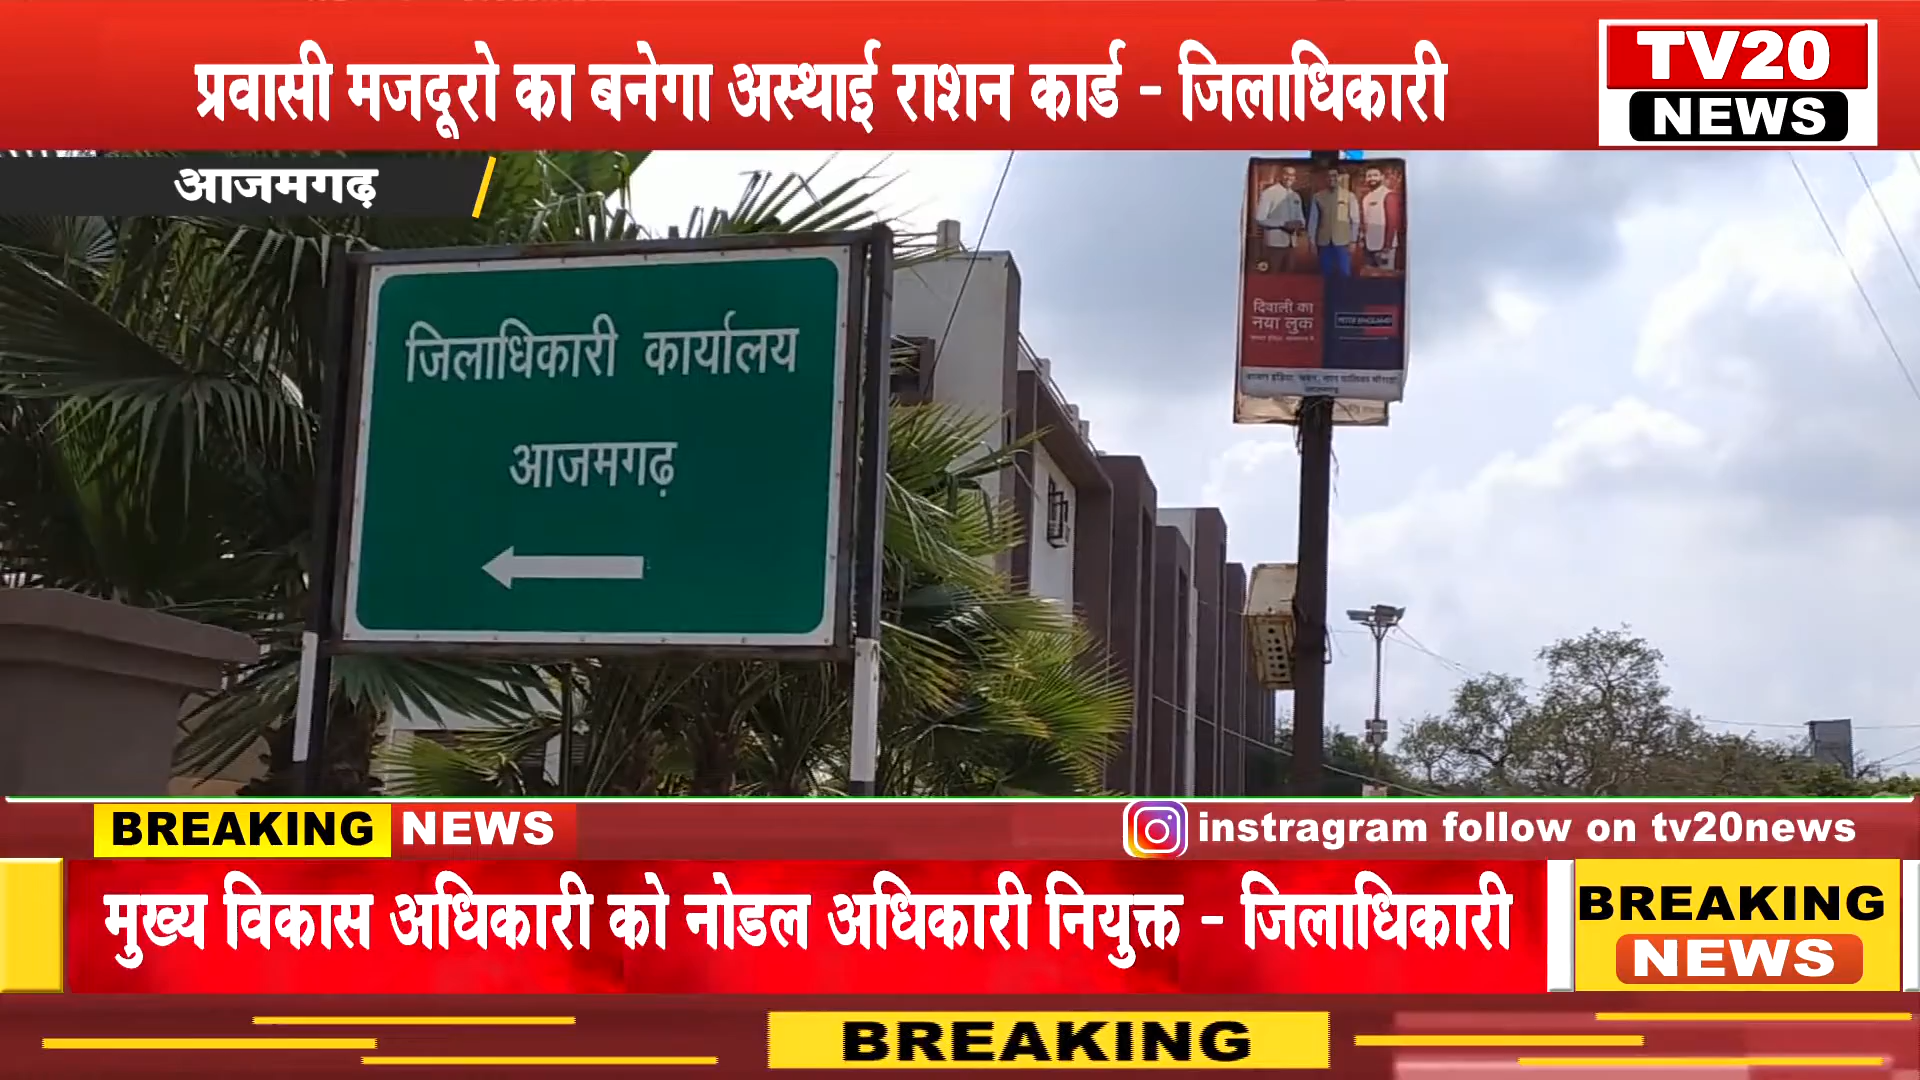 प्रवासी मजदूरो का बनेगा अस्थाई राशन कार्ड - जिलाधिकारी
TV20
NEWS
आजमगढ़
जिलाधिकारी कार्यालय
आजमगढ़
दिवाली का
नया लुक
BREAKING NEWS
instragram follow on tv20news
मुख्य विकास अधिकारी को नोडल अधिकारी नियुक्त - जिलाधिकारी
BREAKING
NEWS
BREAKING